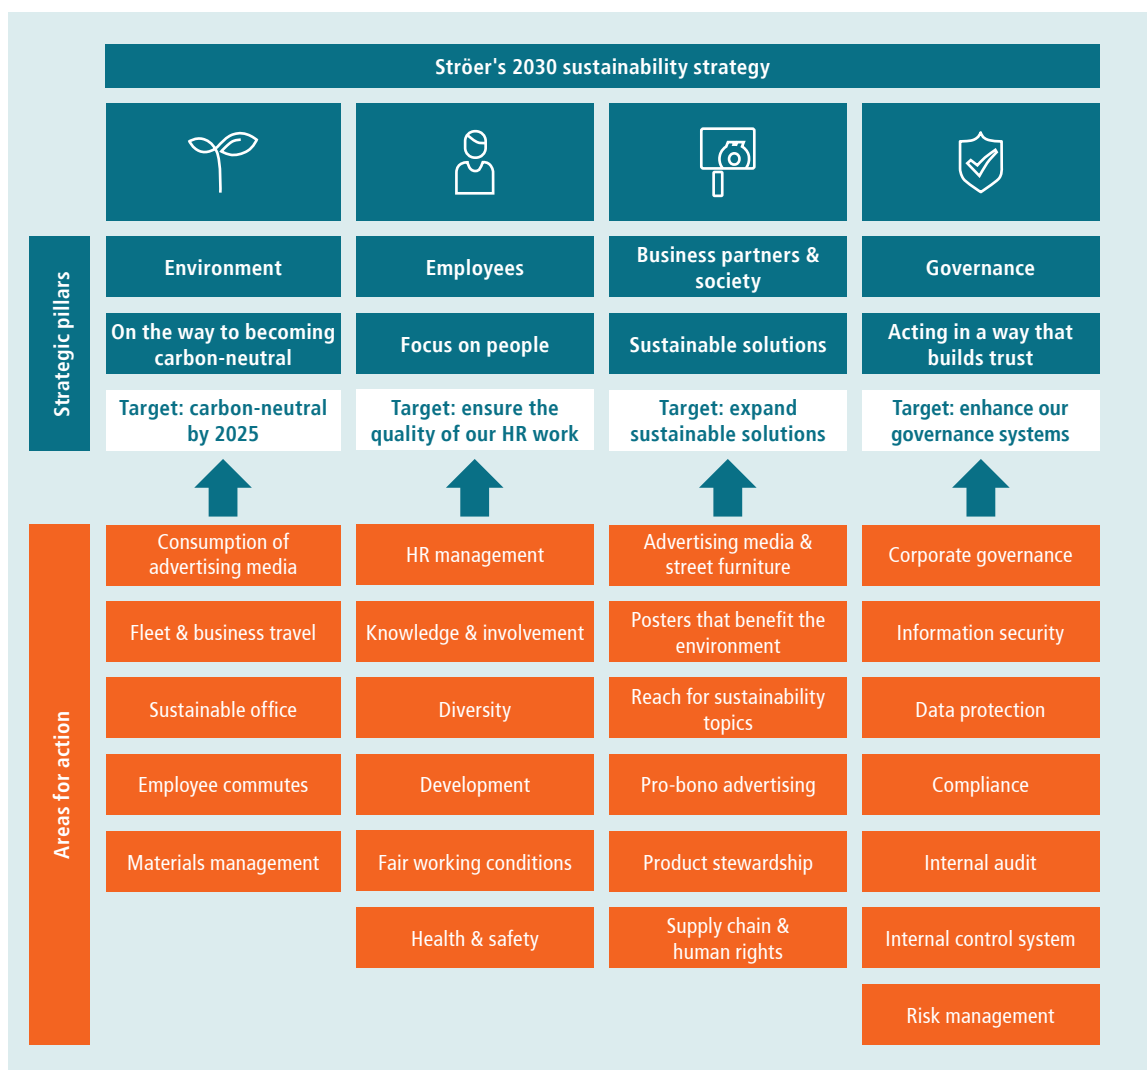 Ströer's 2030 sustainability strategy
Strategic pillars
Environment
Employees
Business partners &
society
Governance
On the way to becoming
carbon-neutral
Focus on people
Sustainable solutions
Acting in a way that
builds trust
Target: carbon-neutral
by 2025
Target: ensure the
quality of our HR work
Target: expand
sustainable solutions
Target: enhance our
governance systems
Areas for action
Consumption of
advertising media
HR management
Advertising media &
street furniture
Corporate governance
Fleet & business travel
Knowledge & involvement
Posters that benefit the
environment
Information security
Sustainable office
Diversity
Reach for sustainability
topics
Data protection
Employee commutes
Development
Pro-bono advertising
Compliance
Materials management
Fair working conditions
Product stewardship
Internal audit
Health & safety
Supply chain &
human rights
Internal control system
Risk management